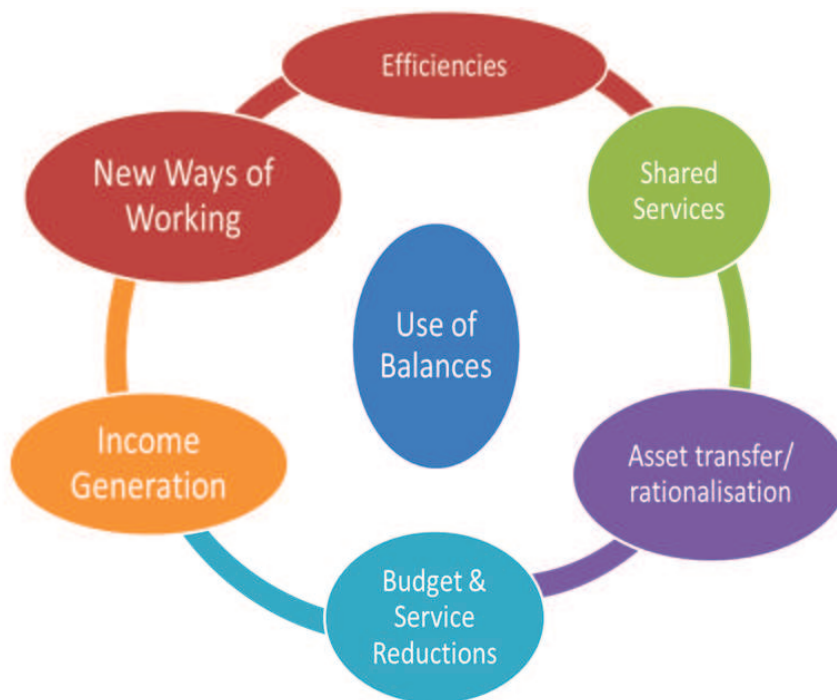 Efficiencies
New Ways of
Working
Shared
Services
Use of
Balances
Income
Generation
Asset transfer/
rationalisation
Budget &
Service
Reductions